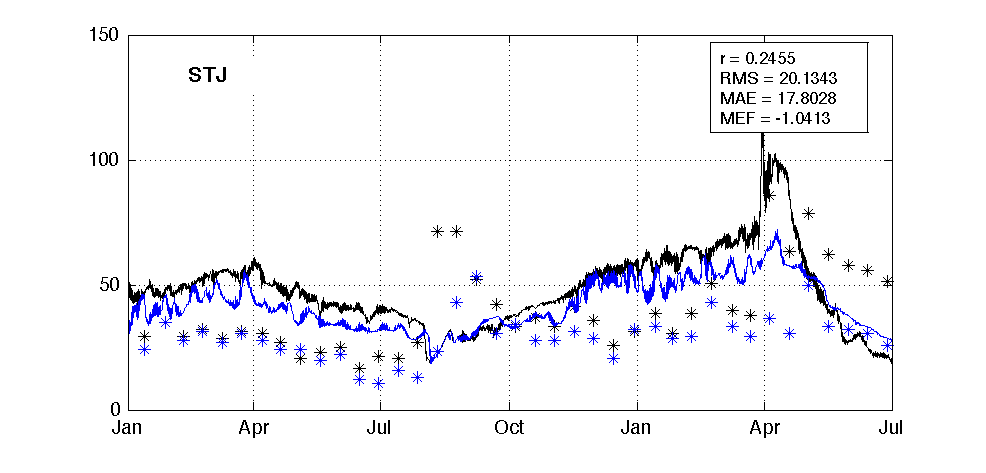 150
STJ
r = 0.2455
RMS = 20.1343
MAE = 17.8028
MEF = -1.0413
100
50
0
Jan Apr Jul Oct Jan Apr Jul